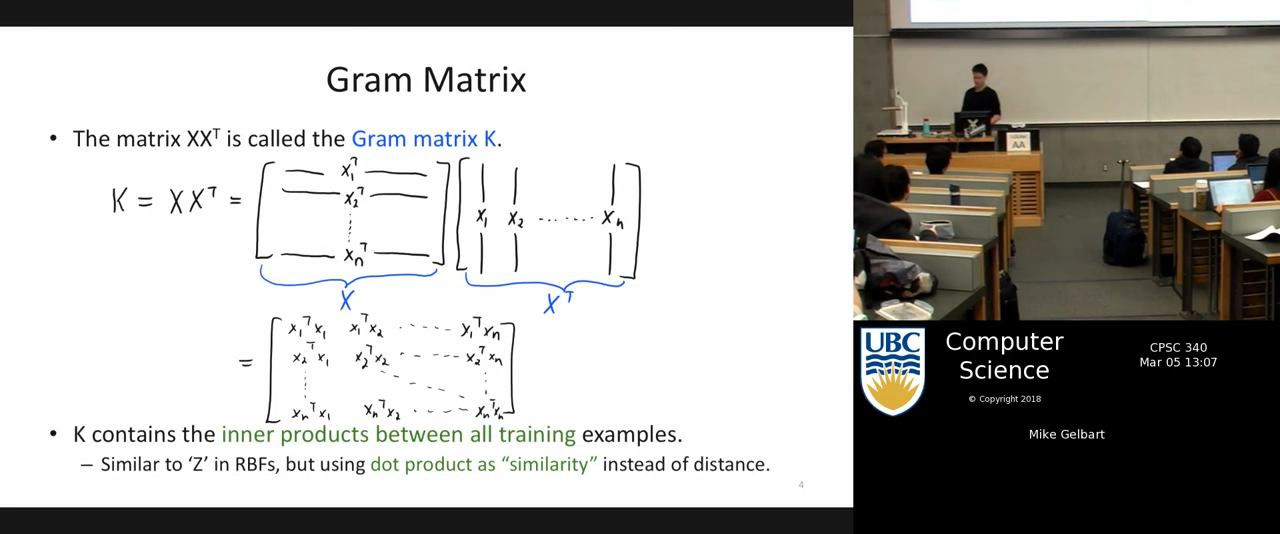 Gram Matrix
• The matrix XXᵀ is called the Gram matrix K.
K = XXᵀ =
x₁ᵀ
x₂ᵀ
xₙᵀ
x₁ x₂ ...... xₙ
X
Xᵀ
=
x₁ᵀx₁ x₁ᵀx₂ ..... x₁ᵀxₙ
x₂ᵀx₁ x₂ᵀx₂ - - - - x₂ᵀxₙ
xₙᵀx₁ xₙᵀx₂ ...... xₙᵀxₙ
• K contains the inner products between all training examples.
– Similar to ‘Z’ in RBFs, but using dot product as “similarity” instead of distance.
4
AA
UBC
Computer
Science
© Copyright 2018
CPSC 340
Mar 05 13:07
Mike Gelbart